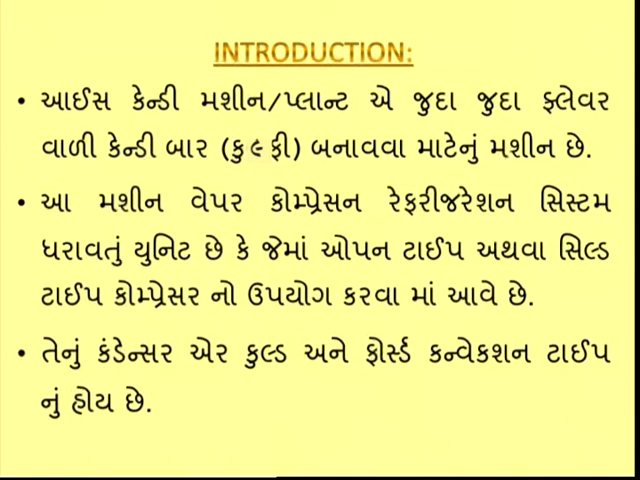 INTRODUCTION:
• આઈસ કેન્ડી મશીન/પ્લાન્ટ એ જુદા જુદા ફ્લેવર
વાળી કેન્ડી બાર (કુ૯ફી) બનાવવા માટેનું મશીન છે.
• આ મશીન વેપર કોમ્પ્રેસન રેફરીજરેશન સિસ્ટમ
ધરાવતું યુનિટ છે કે જેમાં ઓપન ટાઈપ અથવા સિલ્ડ
ટાઈપ કોમ્પ્રેસર નો ઉપયોગ કરવા માં આવે છે.
• તેનું કંડેન્સર એર કુલ્ડ અને ફોર્સ્ડ કન્વેકશન ટાઈપ
નું હોય છે.